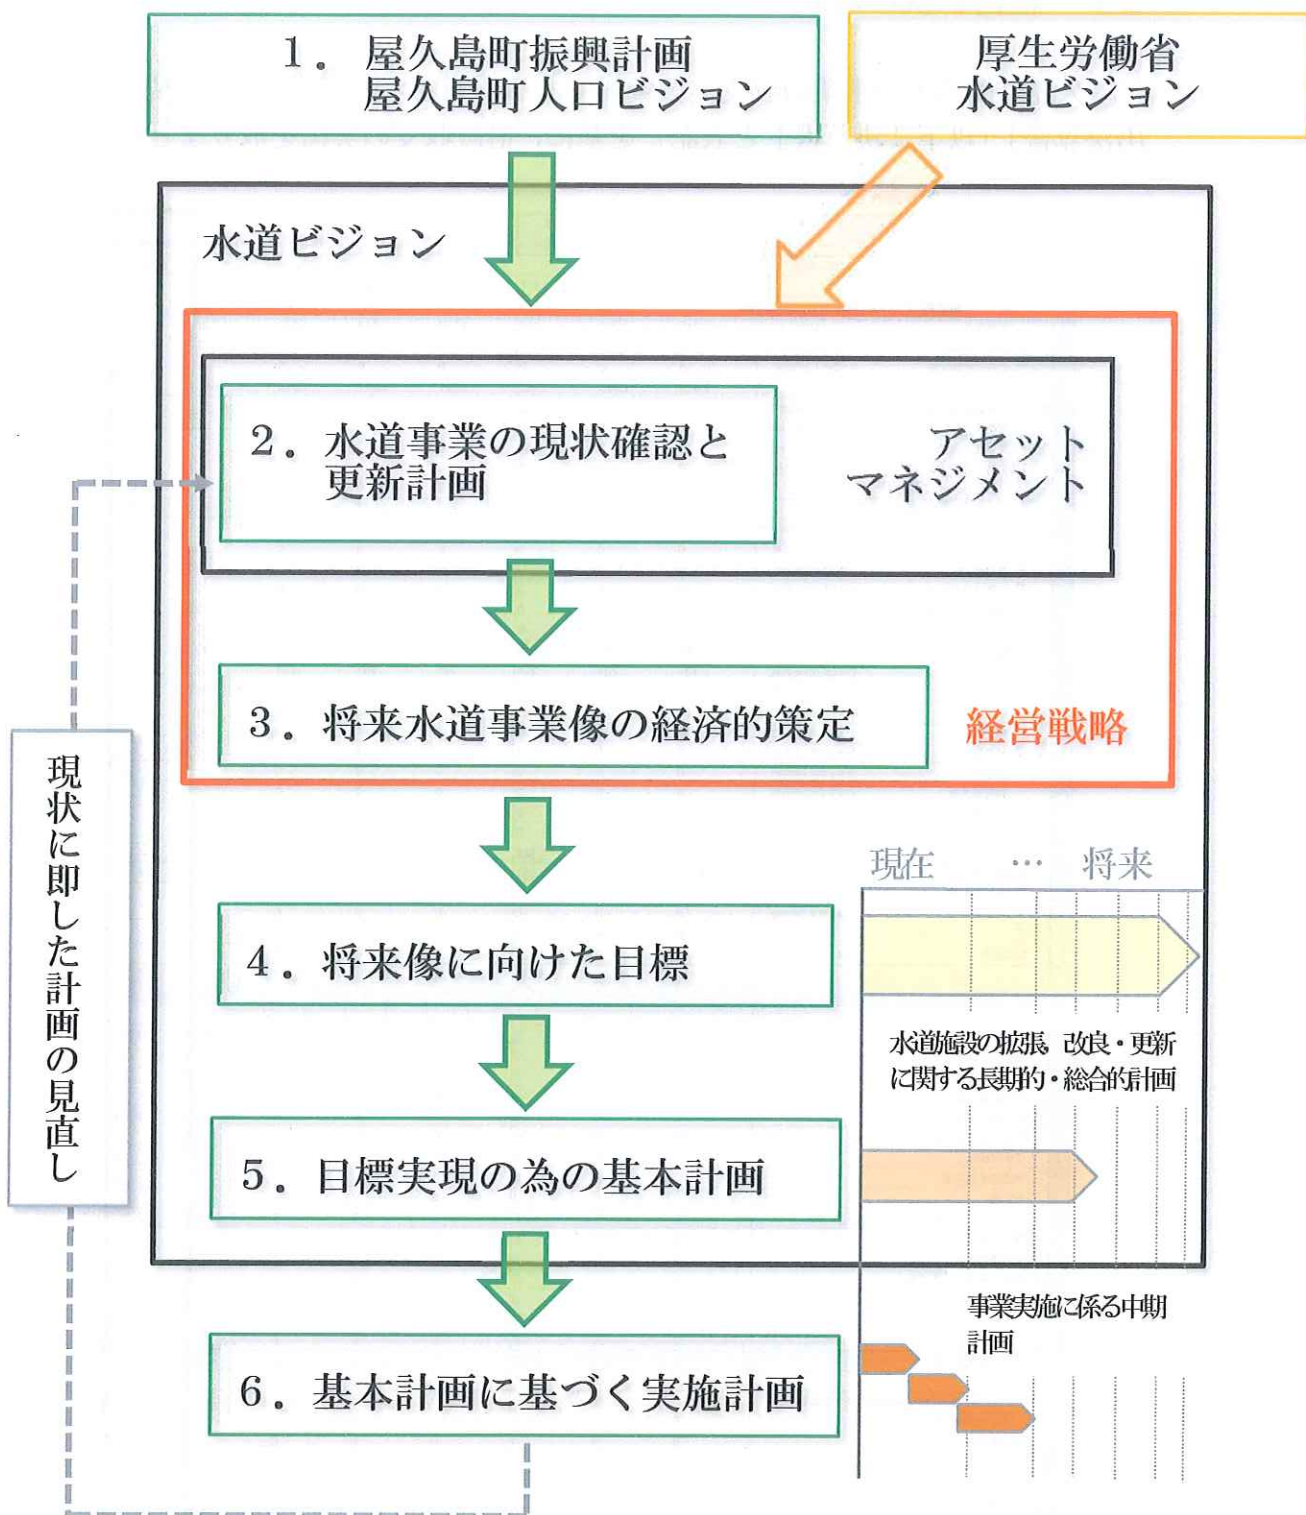 1．屋久島町振興計画
屋久島町人口ビジョン
厚生労働省
水道ビジョン
水道ビジョン
2．水道事業の現状確認と
更新計画
アセット
マネジメント
3．将来水道事業像の経済的策定
経営戦略
現状に即した計画の見直し
現在 … 将来
4．将来像に向けた目標
水道施設の拡張，改良・更新
に関する長期的・総合的計画
5．目標実現の為の基本計画
事業実施に係る中期
計画
6．基本計画に基づく実施計画